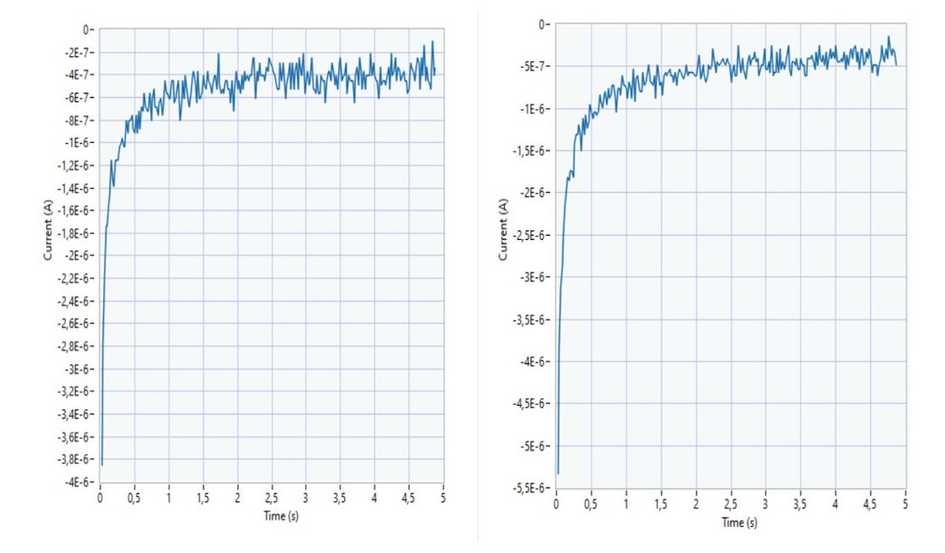 0
-2E-7
-4E-7
-6E-7
-8E-7
-1E-6
-1,2E-6
-1,4E-6
-1,6E-6
-1,8E-6
-2E-6
-2,2E-6
-2,4E-6
-2,6E-6
-2,8E-6
-3E-6
-3,2E-6
-3,4E-6
-3,6E-6
-3,8E-6
-4E-6
Current (A)
0 0,5 1 1,5 2 2,5 3 3,5 4 4,5 5
Time (s)
0
-5E-7
-1E-6
-1,5E-6
-2E-6
-2,5E-6
-3E-6
-3,5E-6
-4E-6
-4,5E-6
-5E-6
-5,5E-6
Current (A)
0 0,5 1 1,5 2 2,5 3 3,5 4 4,5 5
Time (s)